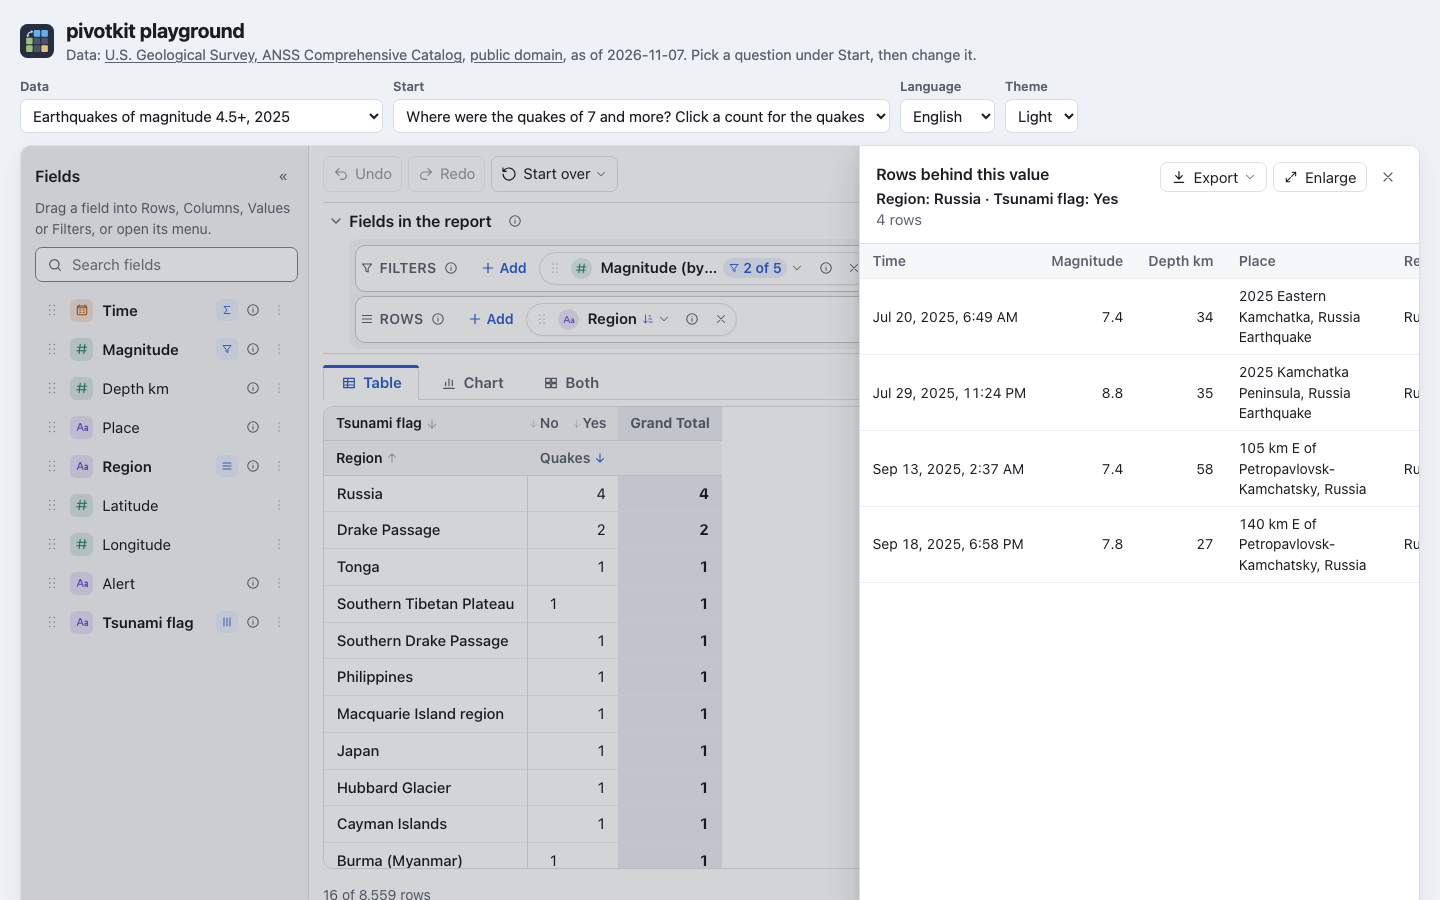 pivotkit playground
Data: U.S. Geological Survey, ANSS Comprehensive Catalog, public domain, as of 2026-11-07. Pick a question under Start, then change it.
Data
Start
Language
Theme
Earthquakes of magnitude 4.5+, 2025
Where were the quakes of 7 and more? Click a count for the quakes
English
Light
Fields
«
Drag a field into Rows, Columns, Values
or Filters, or open its menu.
Search fields
Time
# Magnitude
# Depth km
Aa Place
Aa Region
# Latitude
# Longitude
Aa Alert
Aa Tsunami flag
Undo
Redo
Start over
Fields in the report
FILTERS
+ Add
# Magnitude (by... 2 of 5
ROWS
+ Add
Aa Region
Table
Chart
Both
Tsunami flag ↓
↓ No
↓ Yes
Grand Total
Region ↑
Quakes ↓
Russia 4 4
Drake Passage 2 2
Tonga 1 1
Southern Tibetan Plateau 1 1
Southern Drake Passage 1 1
Philippines 1 1
Macquarie Island region 1 1
Japan 1 1
Hubbard Glacier 1 1
Cayman Islands 1 1
Burma (Myanmar) 1 1
16 of 8,559 rows
Rows behind this value
Region: Russia · Tsunami flag: Yes
4 rows
Export
Enlarge
Time Magnitude Depth km Place Re
Jul 20, 2025, 6:49 AM 7.4 34 2025 Eastern
Kamchatka, Russia
Earthquake
Ru
Jul 29, 2025, 11:24 PM 8.8 35 2025 Kamchatka
Peninsula, Russia
Earthquake
Ru
Sep 13, 2025, 2:37 AM 7.4 58 105 km E of
Petropavlovsk-
Kamchatsky, Russia
Ru
Sep 18, 2025, 6:58 PM 7.8 27 140 km E of
Petropavlovsk-
Kamchatsky, Russia
Ru